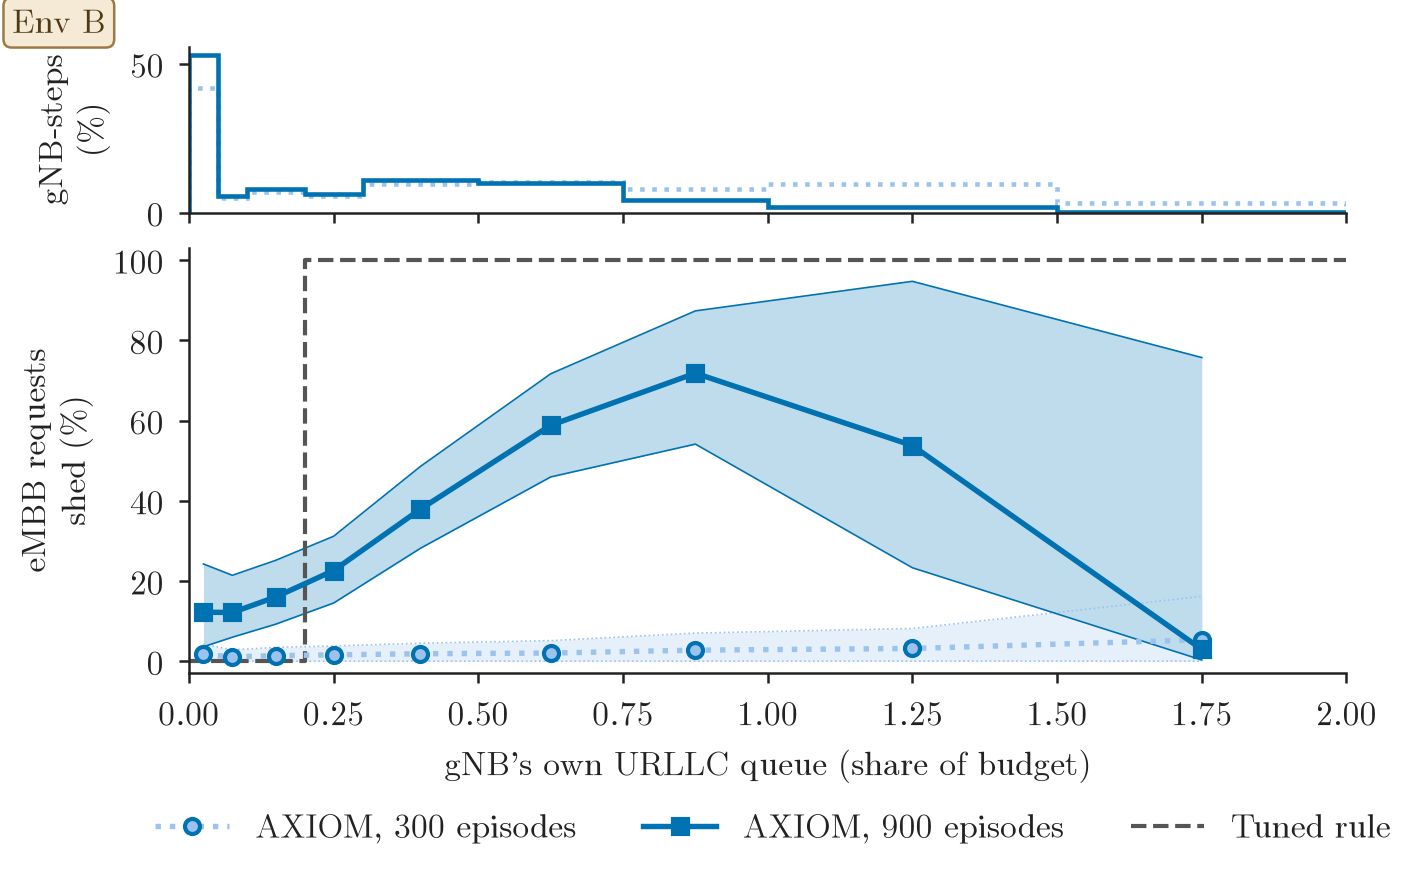 Env B
gNB-steps
(%)
50
0
eMBB requests
shed (%)
100
80
60
40
20
0
0.00 0.25 0.50 0.75 1.00 1.25 1.50 1.75 2.00
gNB's own URLLC queue (share of budget)
AXIOM, 300 episodes AXIOM, 900 episodes Tuned rule